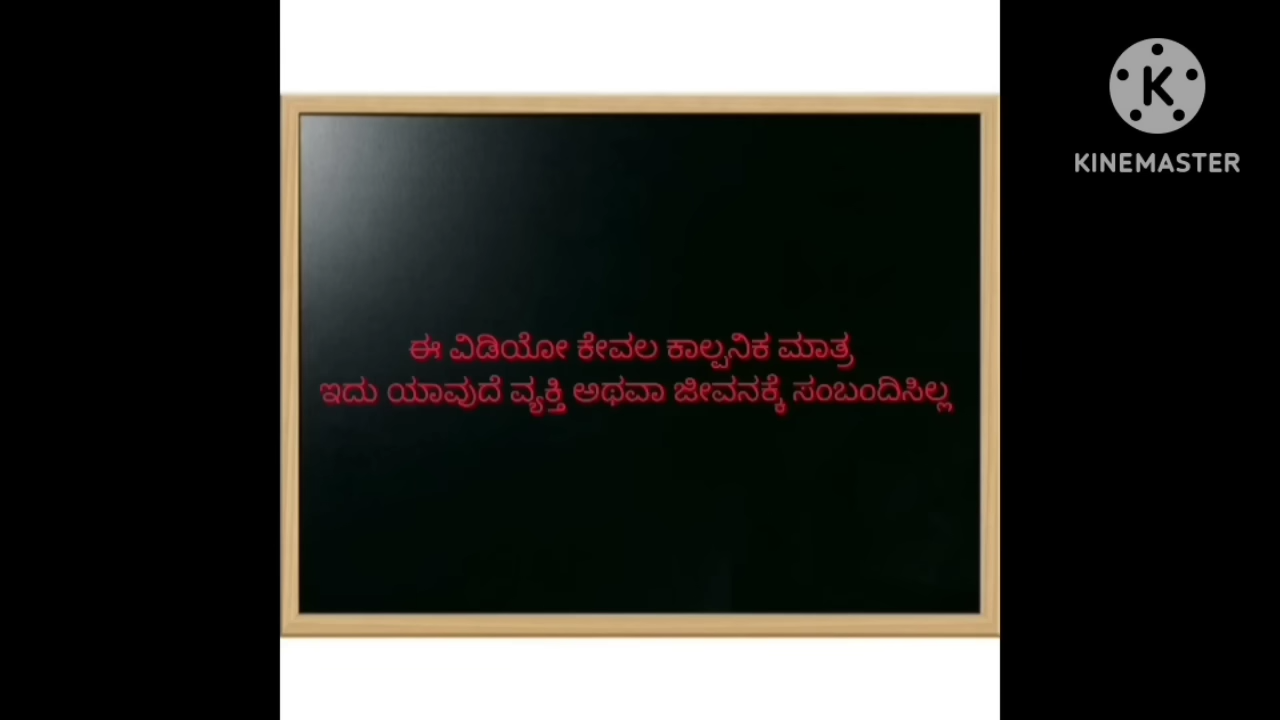 ಈ ವಿಡಿಯೋ ಕೇವಲ ಕಾಲ್ಪನಿಕ ಮಾತ್ರ
ಇದು ಯಾವುದೆ ವ್ಯಕ್ತಿ ಅಥವಾ ಜೀವನಕ್ಕೆ ಸಂಬಂದಿಸಿಲ್ಲ
K
KINEMASTER